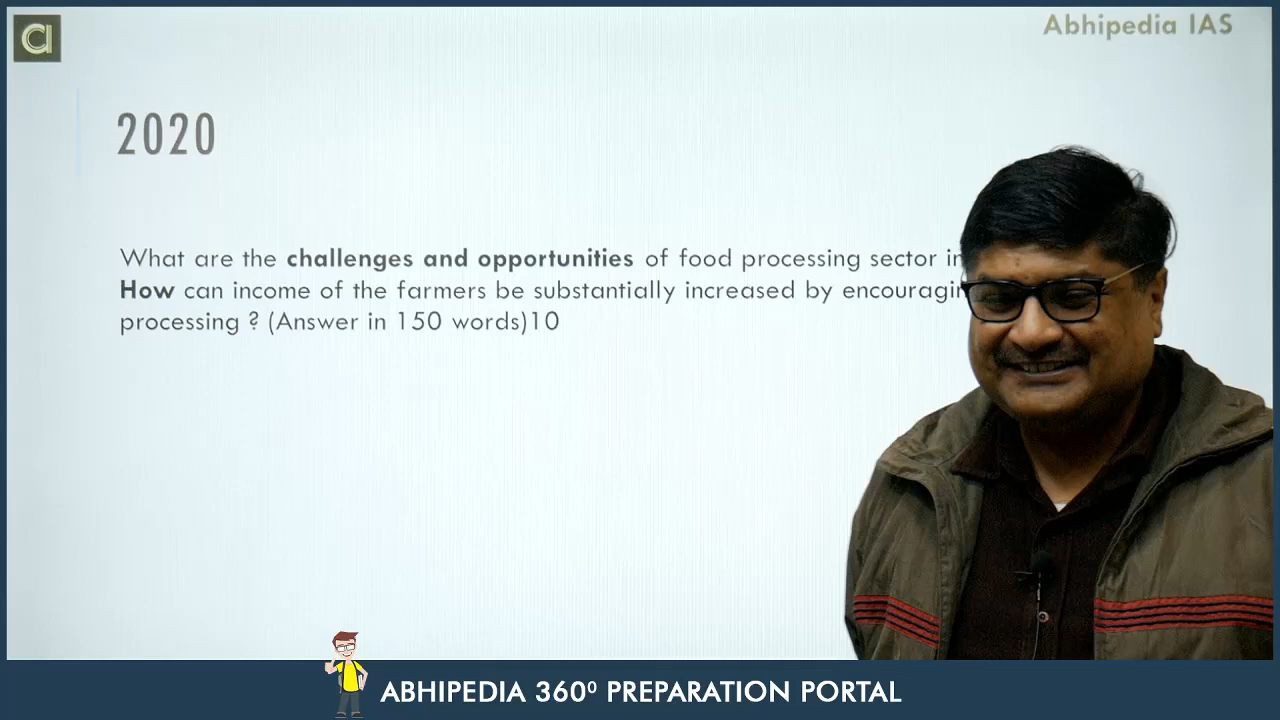 Abhipedia IAS
2020
What are the challenges and opportunities of food processing sector in
How can income of the farmers be substantially increased by
processing ? (Answer in 150 words)10
ABHIPEDIA 360⁰ PREPARATION PORTAL